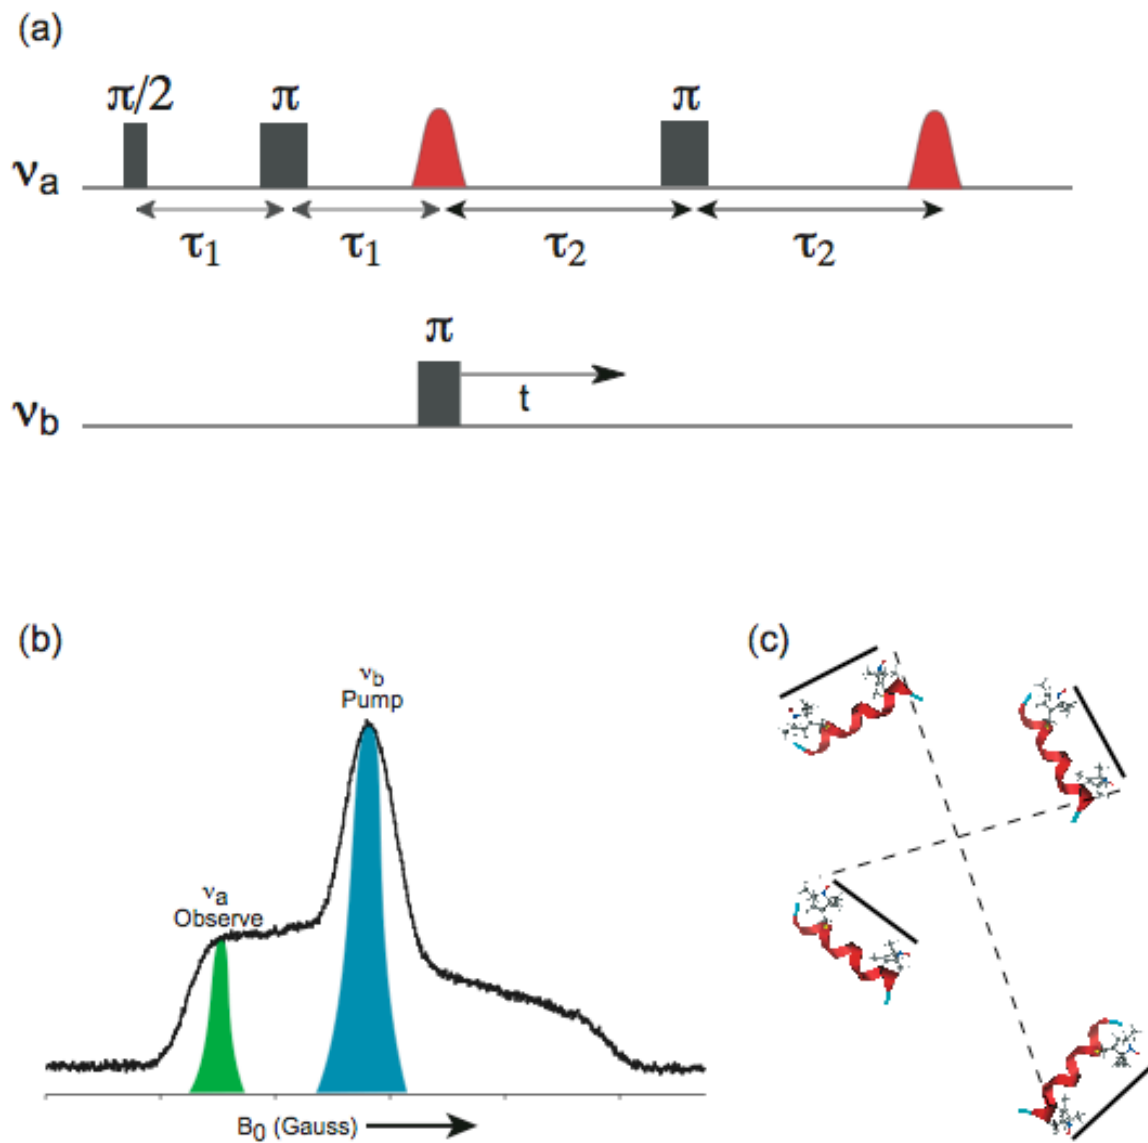 (a)
π/2 π π
νa
τ1 τ1 τ2 τ2
π
t
νb
(b)
νb
Pump
νa
Observe
B0 (Gauss)
(c)